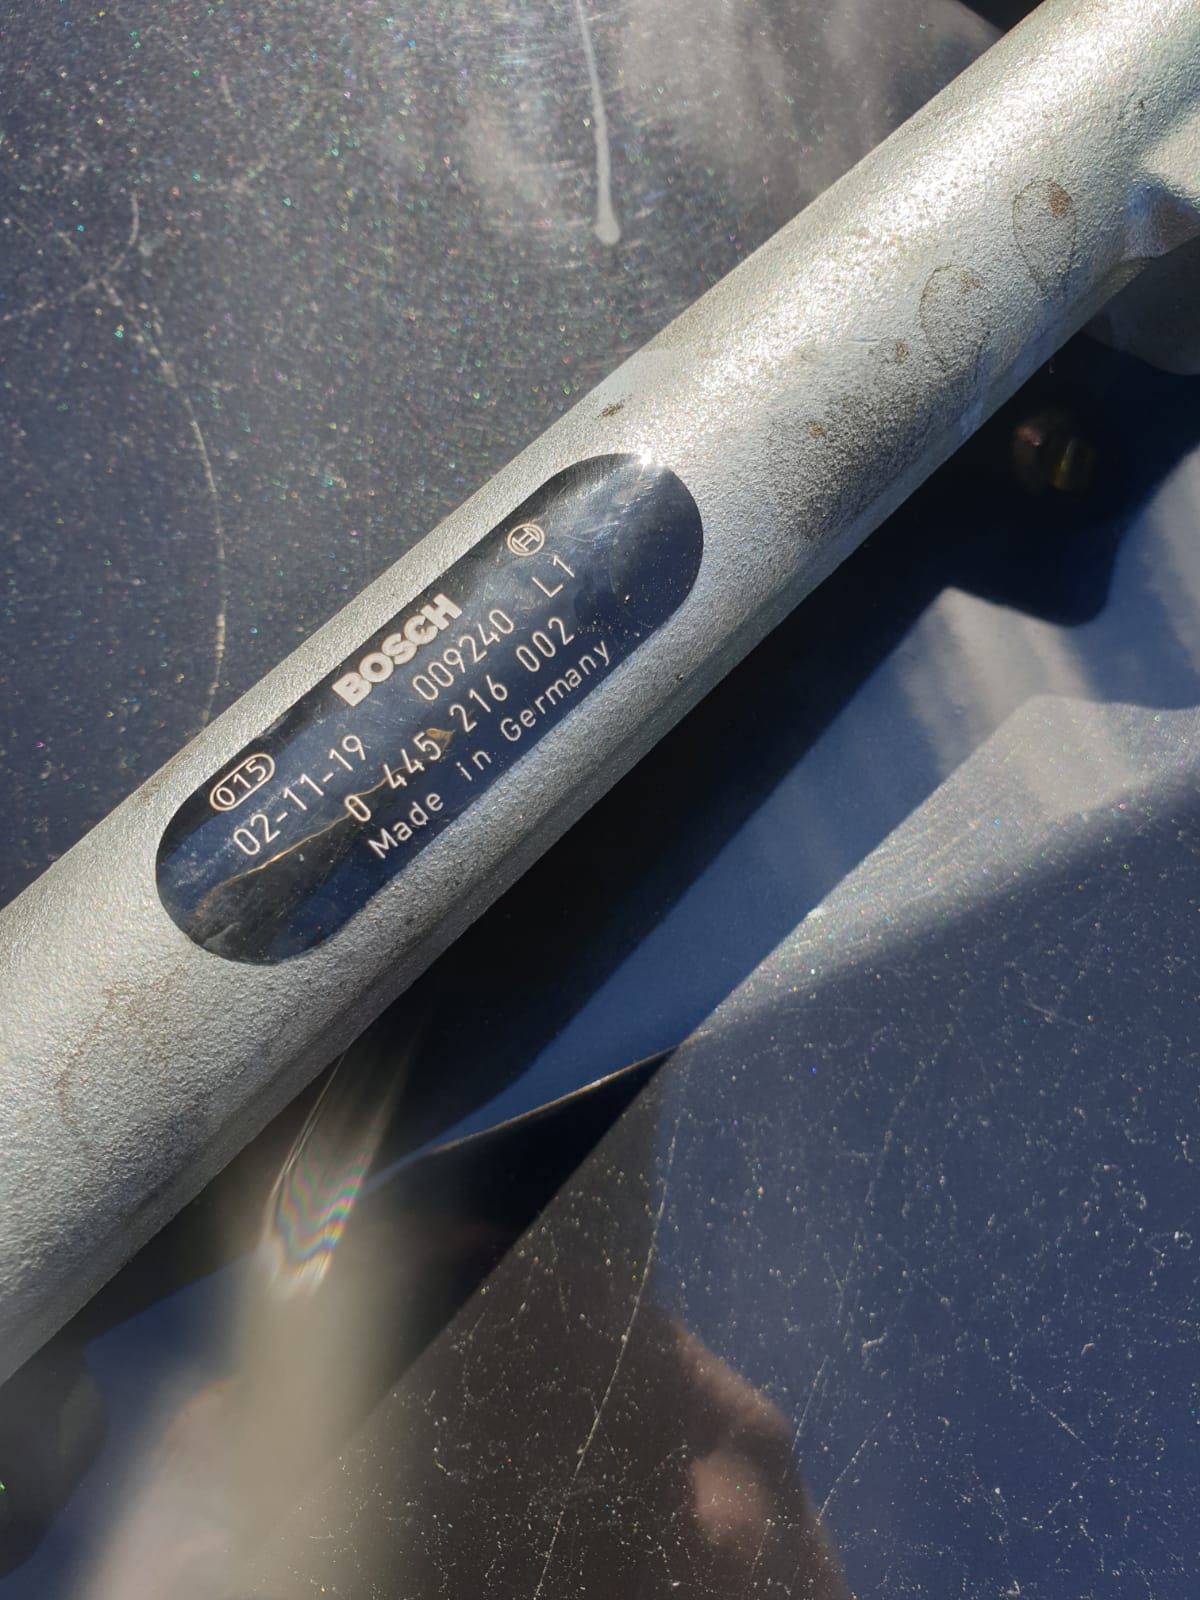 BOSCH
015
02-11-19 009240 L1
0 445 216 002
Made in Germany